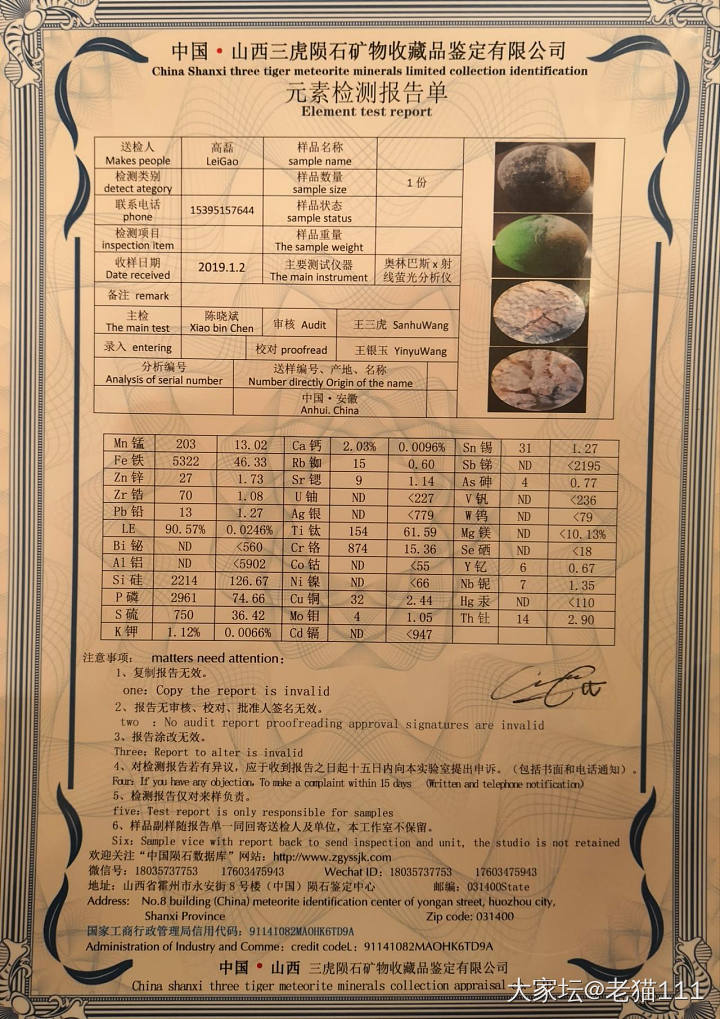 中国•山西三虎陨石矿物收藏品鉴定有限公司
China Shanxi three tiger meteorite minerals limited collection identification
元素检测报告单
Element test report
送检人 高磊 样品名称
Makes people LeiGao sample name
检测类别 样品数量 1 份
detect ategory sample size
联系电话 15395157644 样品状态
phone sample status
检测项目 样品重量
inspection item The sample weight
收样日期 2019.1.2 主要测试仪器 奥林巴斯 x 射
Date received The main instrument 线萤光分析仪
备注 remark
主检 陈晓斌 审核 Audit 王三虎 SanhuWang
The main test Xiao bin Chen
录入 entering 校对 proofread 王银玉 YinyuWang
分析编号 送样编号、产地、名称
Analysis of serial number Number directly Origin of the name
中国·安徽
Anhui. China
Mn 锰 203 13.02 Ca 钙 2.03% 0.0096% Sn 锡 31 1.27
Fe 铁 5322 46.33 Rb 铷 15 0.60 Sb 锑 ND <2195
Zn 锌 27 1.73 Sr 锶 9 1.14 As 砷 4 0.77
Zr 锆 70 1.08 U 铀 ND <227 V 钒 ND <236
Pb 铅 13 1.27 Ag 银 ND <779 W 钨 ND <79
LE 90.57% 0.0246% Ti 钛 154 61.59 Mg 镁 ND <10.13%
Bi 铋 ND <560 Cr 铬 874 15.36 Se 硒 ND <18
Al 铝 ND <5902 Co 钴 ND <55 Y 钇 6 0.67
Si 硅 2214 126.67 Ni 镍 ND <66 Nb 铌 7 1.35
P 磷 2961 74.66 Cu 铜 32 2.44 Hg 汞 ND <110
S 硫 750 36.42 Mo 钼 4 1.05 Th 钍 14 2.90
K 钾 1.12% 0.0066% Cd 镉 ND <947
注意事项： matters need attention:
1、复制报告无效。
one: Copy the report is invalid
2、报告无审核、校对、批准人签名无效。
two : No audit report proofreading approval signatures are invalid
3、报告涂改无效。
Three: Report to alter is invalid
4、对检测报告若有异议，应于收到报告之日起十五日内向本实验室提出申诉。（包括书面和电话通知）。
Four: If you have any objection, To make a complaint within 15 days (Written and telephone notification)
5、检测报告仅对来样负责。
five: Test report is only responsible for samples
6、样品副样随报告单一同回寄送检人及单位，本工作室不保留。
Six: Sample vice with report back to send inspection and unit, the studio is not retained
欢迎关注“中国陨石数据库”网站：http://www.zgyssjk.com
微信号：18035737753 17603475943 Wechat ID：18035737753 17603475943
地址：山西省霍州市永安街 8 号楼（中国）陨石鉴定中心 邮编：031400State
Address: No.8 building (China) meteorite identification center of yongan street, huozhou city,
Shanxi Province Zip code: 031400
国家工商行政管理局信用代码：91141082MA0HK6TD9A
Administration of Industry and Comme：credit codeL：91141082MAOHK6TD9A
中国•山西 三虎陨石矿物收藏品鉴定有限公司
China shanxi three tiger meteorite minerals collection appraisal
大家坛@老猫111